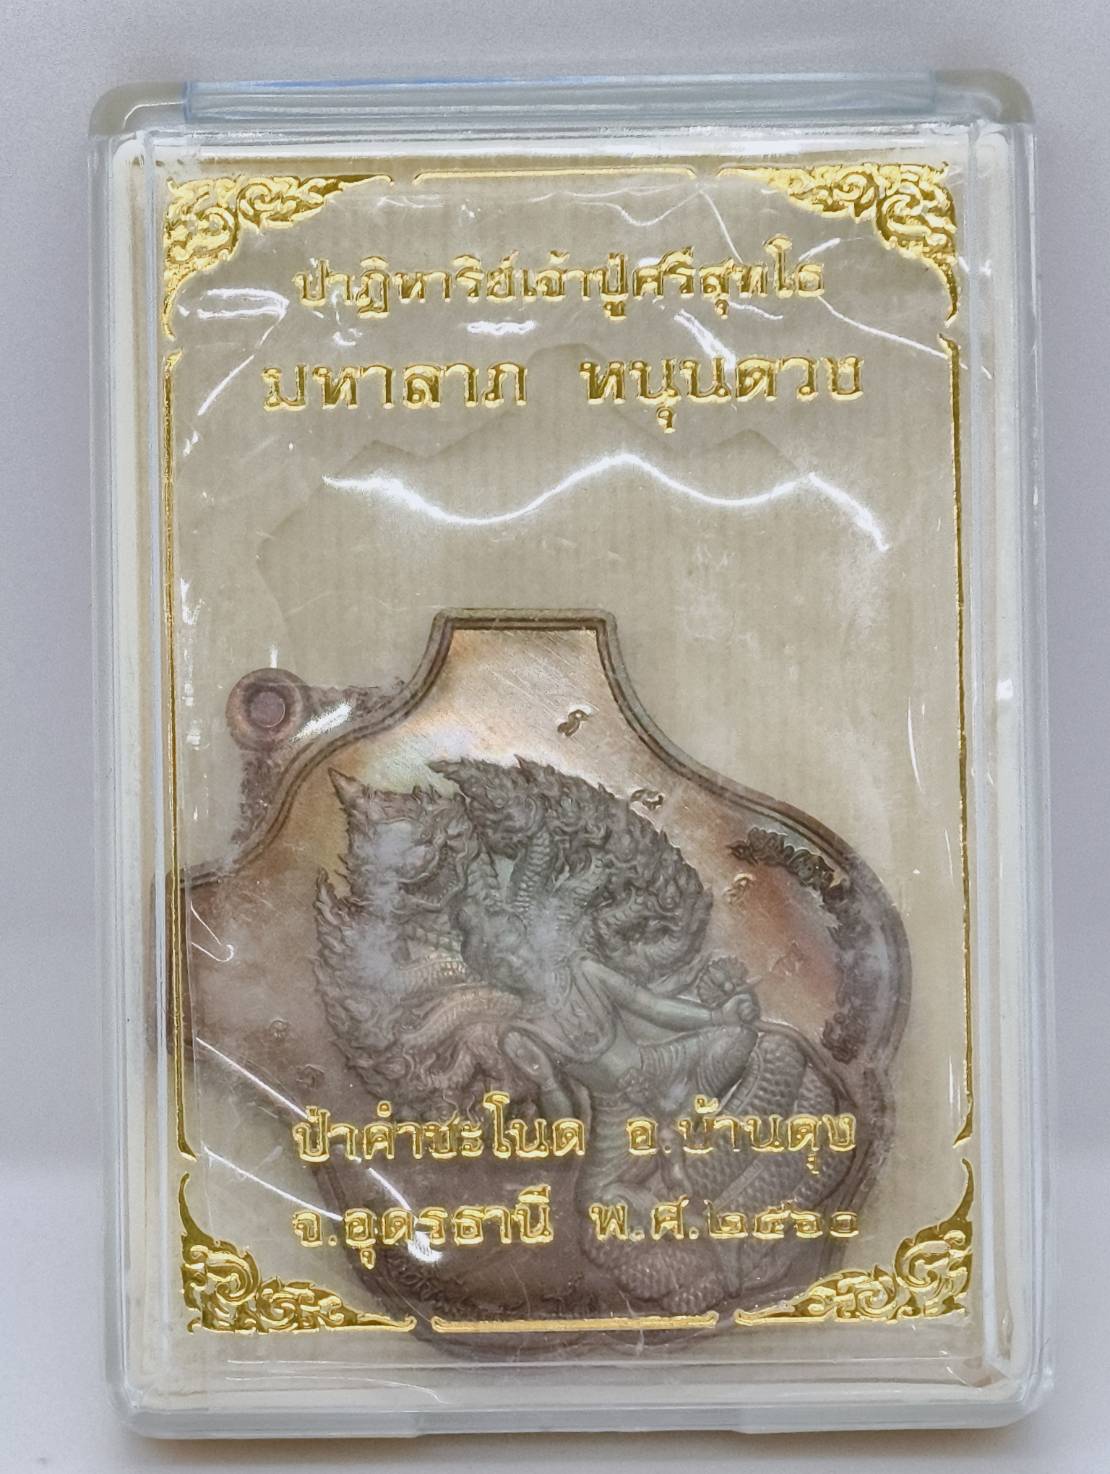 ปาฏิหาริย์เจ้าปู่ศรีสุทโธ
มหาลาภ หนุนดวง
ป่าคำชะโนด อ.บ้านดุง
จ.อุดรธานี พ.ศ.๒๕๖๐